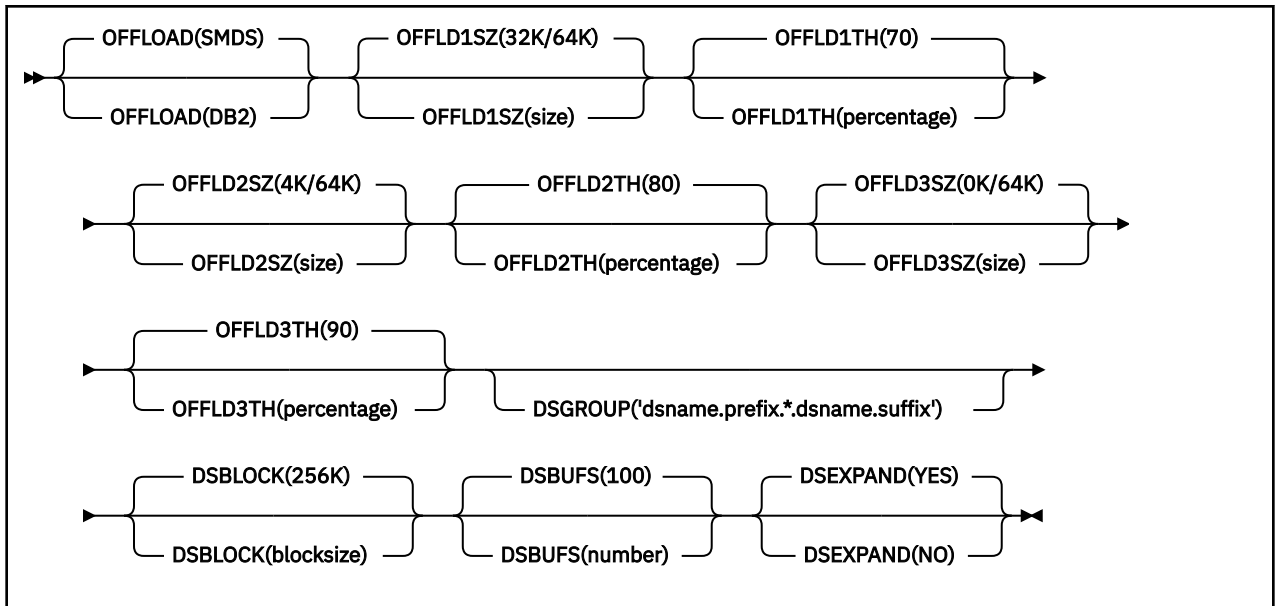 OFFLOAD(SMDS) OFFLD1SZ(32K/64K) OFFLD1TH(70)
OFFLOAD(DB2) OFFLD1SZ(size) OFFLD1TH(percentage)
OFFLD2SZ(4K/64K) OFFLD2TH(80) OFFLD3SZ(0K/64K)
OFFLD2SZ(size) OFFLD2TH(percentage) OFFLD3SZ(size)
OFFLD3TH(90)
OFFLD3TH(percentage) DSGROUP('dsname.prefix.*.dsname.suffix')
DSBLOCK(256K) DSBUFS(100) DSEXPAND(YES)
DSBLOCK(blocksize) DSBUFS(number) DSEXPAND(NO)